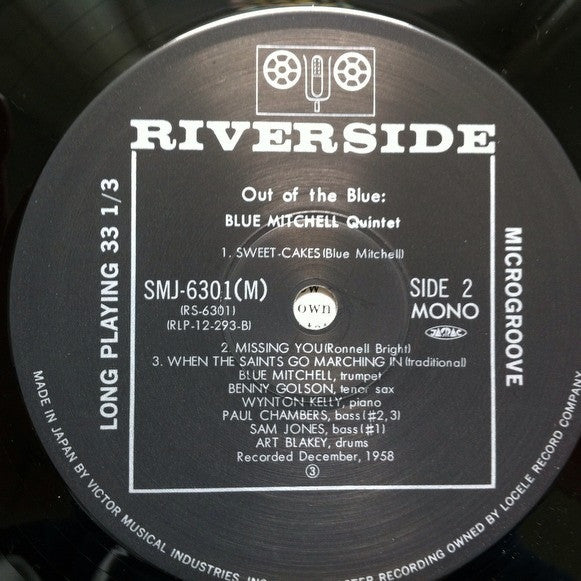 RIVERSIDE
Out of the Blue:
BLUE MITCHELL Quintet
1. SWEET-CAKES(Blue Mitchell)
SMJ-6301(M)
(RS-6301)
(RLP-12-293-B)
SIDE 2
MONO
own
2. MISSING YOU(Ronnell Bright)
3. WHEN THE SAINTS GO MARCHING IN(traditional)
BLUE MITCHELL, trumpet
BENNY GOLSON, tenor sax
WYNTON KELLY, piano
PAUL CHAMBERS, bass(#2, 3)
SAM JONES, bass(#1)
ART BLAKEY, drums
Recorded December, 1958
③
LONG PLAYING 33 1/3
MICROGROOVE
MADE IN JAPAN BY VICTOR MUSICAL INDUSTRIES, INC. RECORDING OWNED BY LOCELE RECORD COMPANY